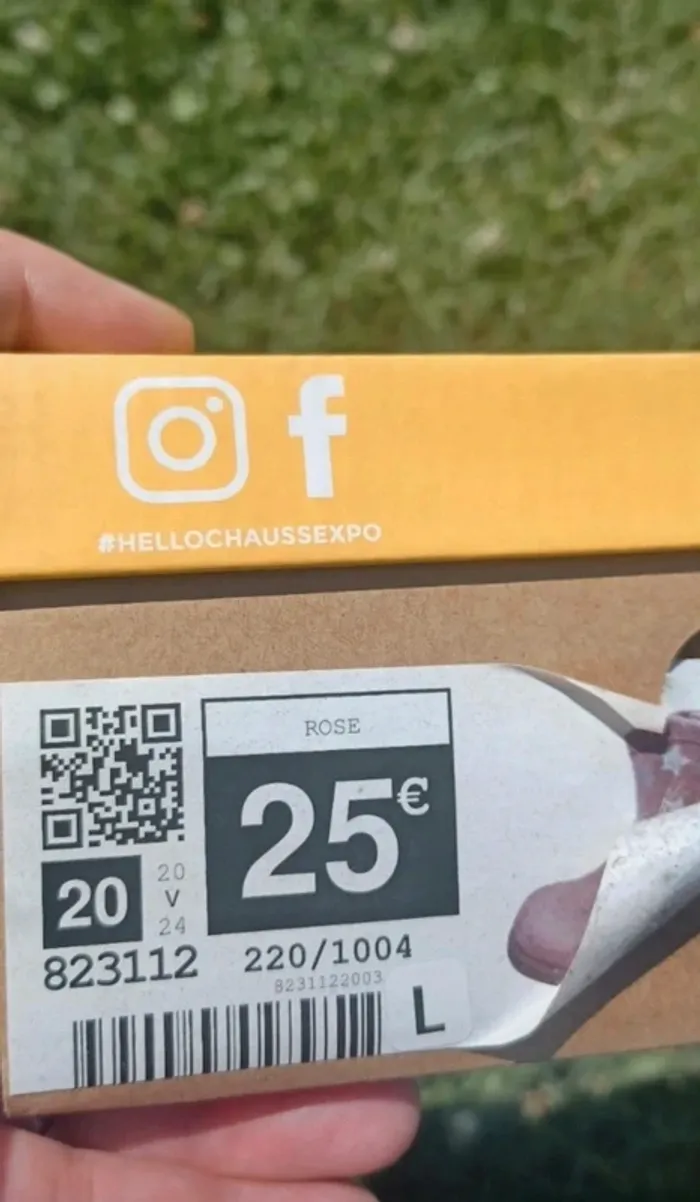 #HELLOCHAUSSEXPO
ROSE
25€
20
20
V
24
823112
220/1004
8231122003
L